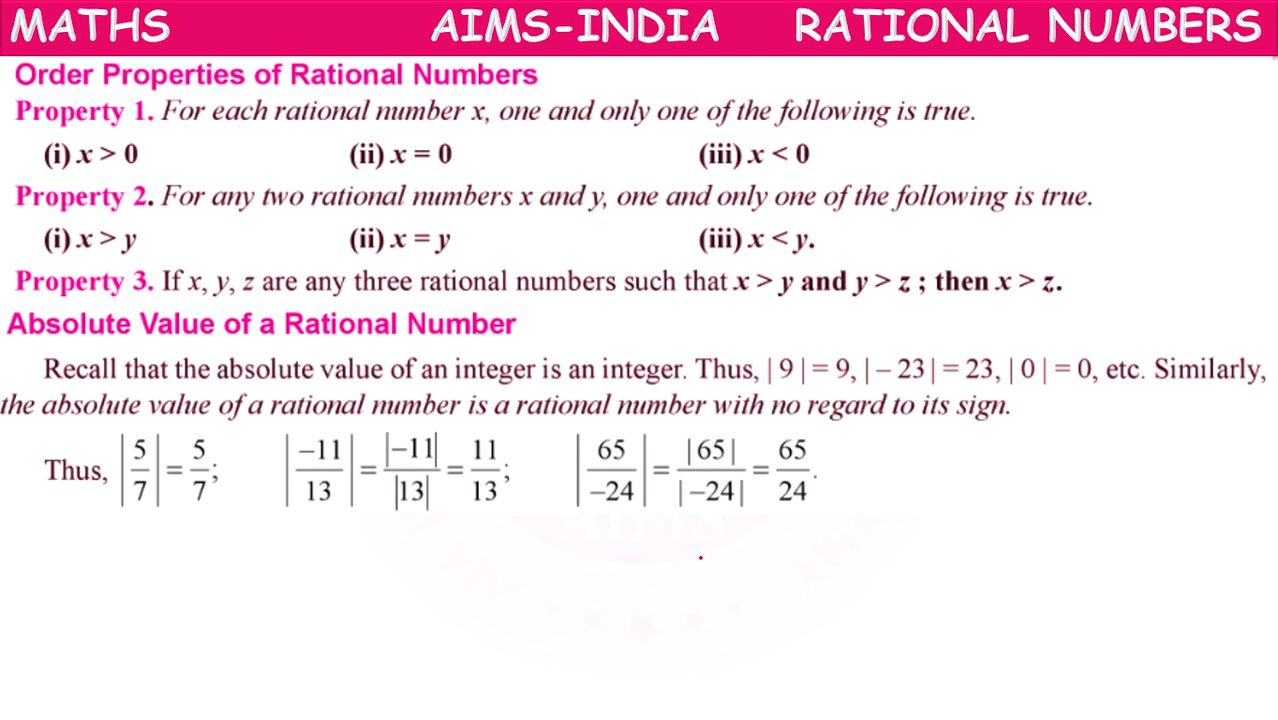 MATHS AIMS-INDIA RATIONAL NUMBERS
Order Properties of Rational Numbers
Property 1. For each rational number x, one and only one of the following is true.
(i) x > 0 (ii) x = 0 (iii) x < 0
Property 2. For any two rational numbers x and y, one and only one of the following is true.
(i) x > y (ii) x = y (iii) x < y.
Property 3. If x, y, z are any three rational numbers such that x > y and y > z ; then x > z.
Absolute Value of a Rational Number
Recall that the absolute value of an integer is an integer. Thus, | 9 | = 9, | – 23 | = 23, | 0 | = 0, etc. Similarly,
the absolute value of a rational number is a rational number with no regard to its sign.
Thus, |5/7| = 5/7; |–11/13| = |–11|/|13| = 11/13; |65/–24| = |65|/|–24| = 65/24.
AIMS